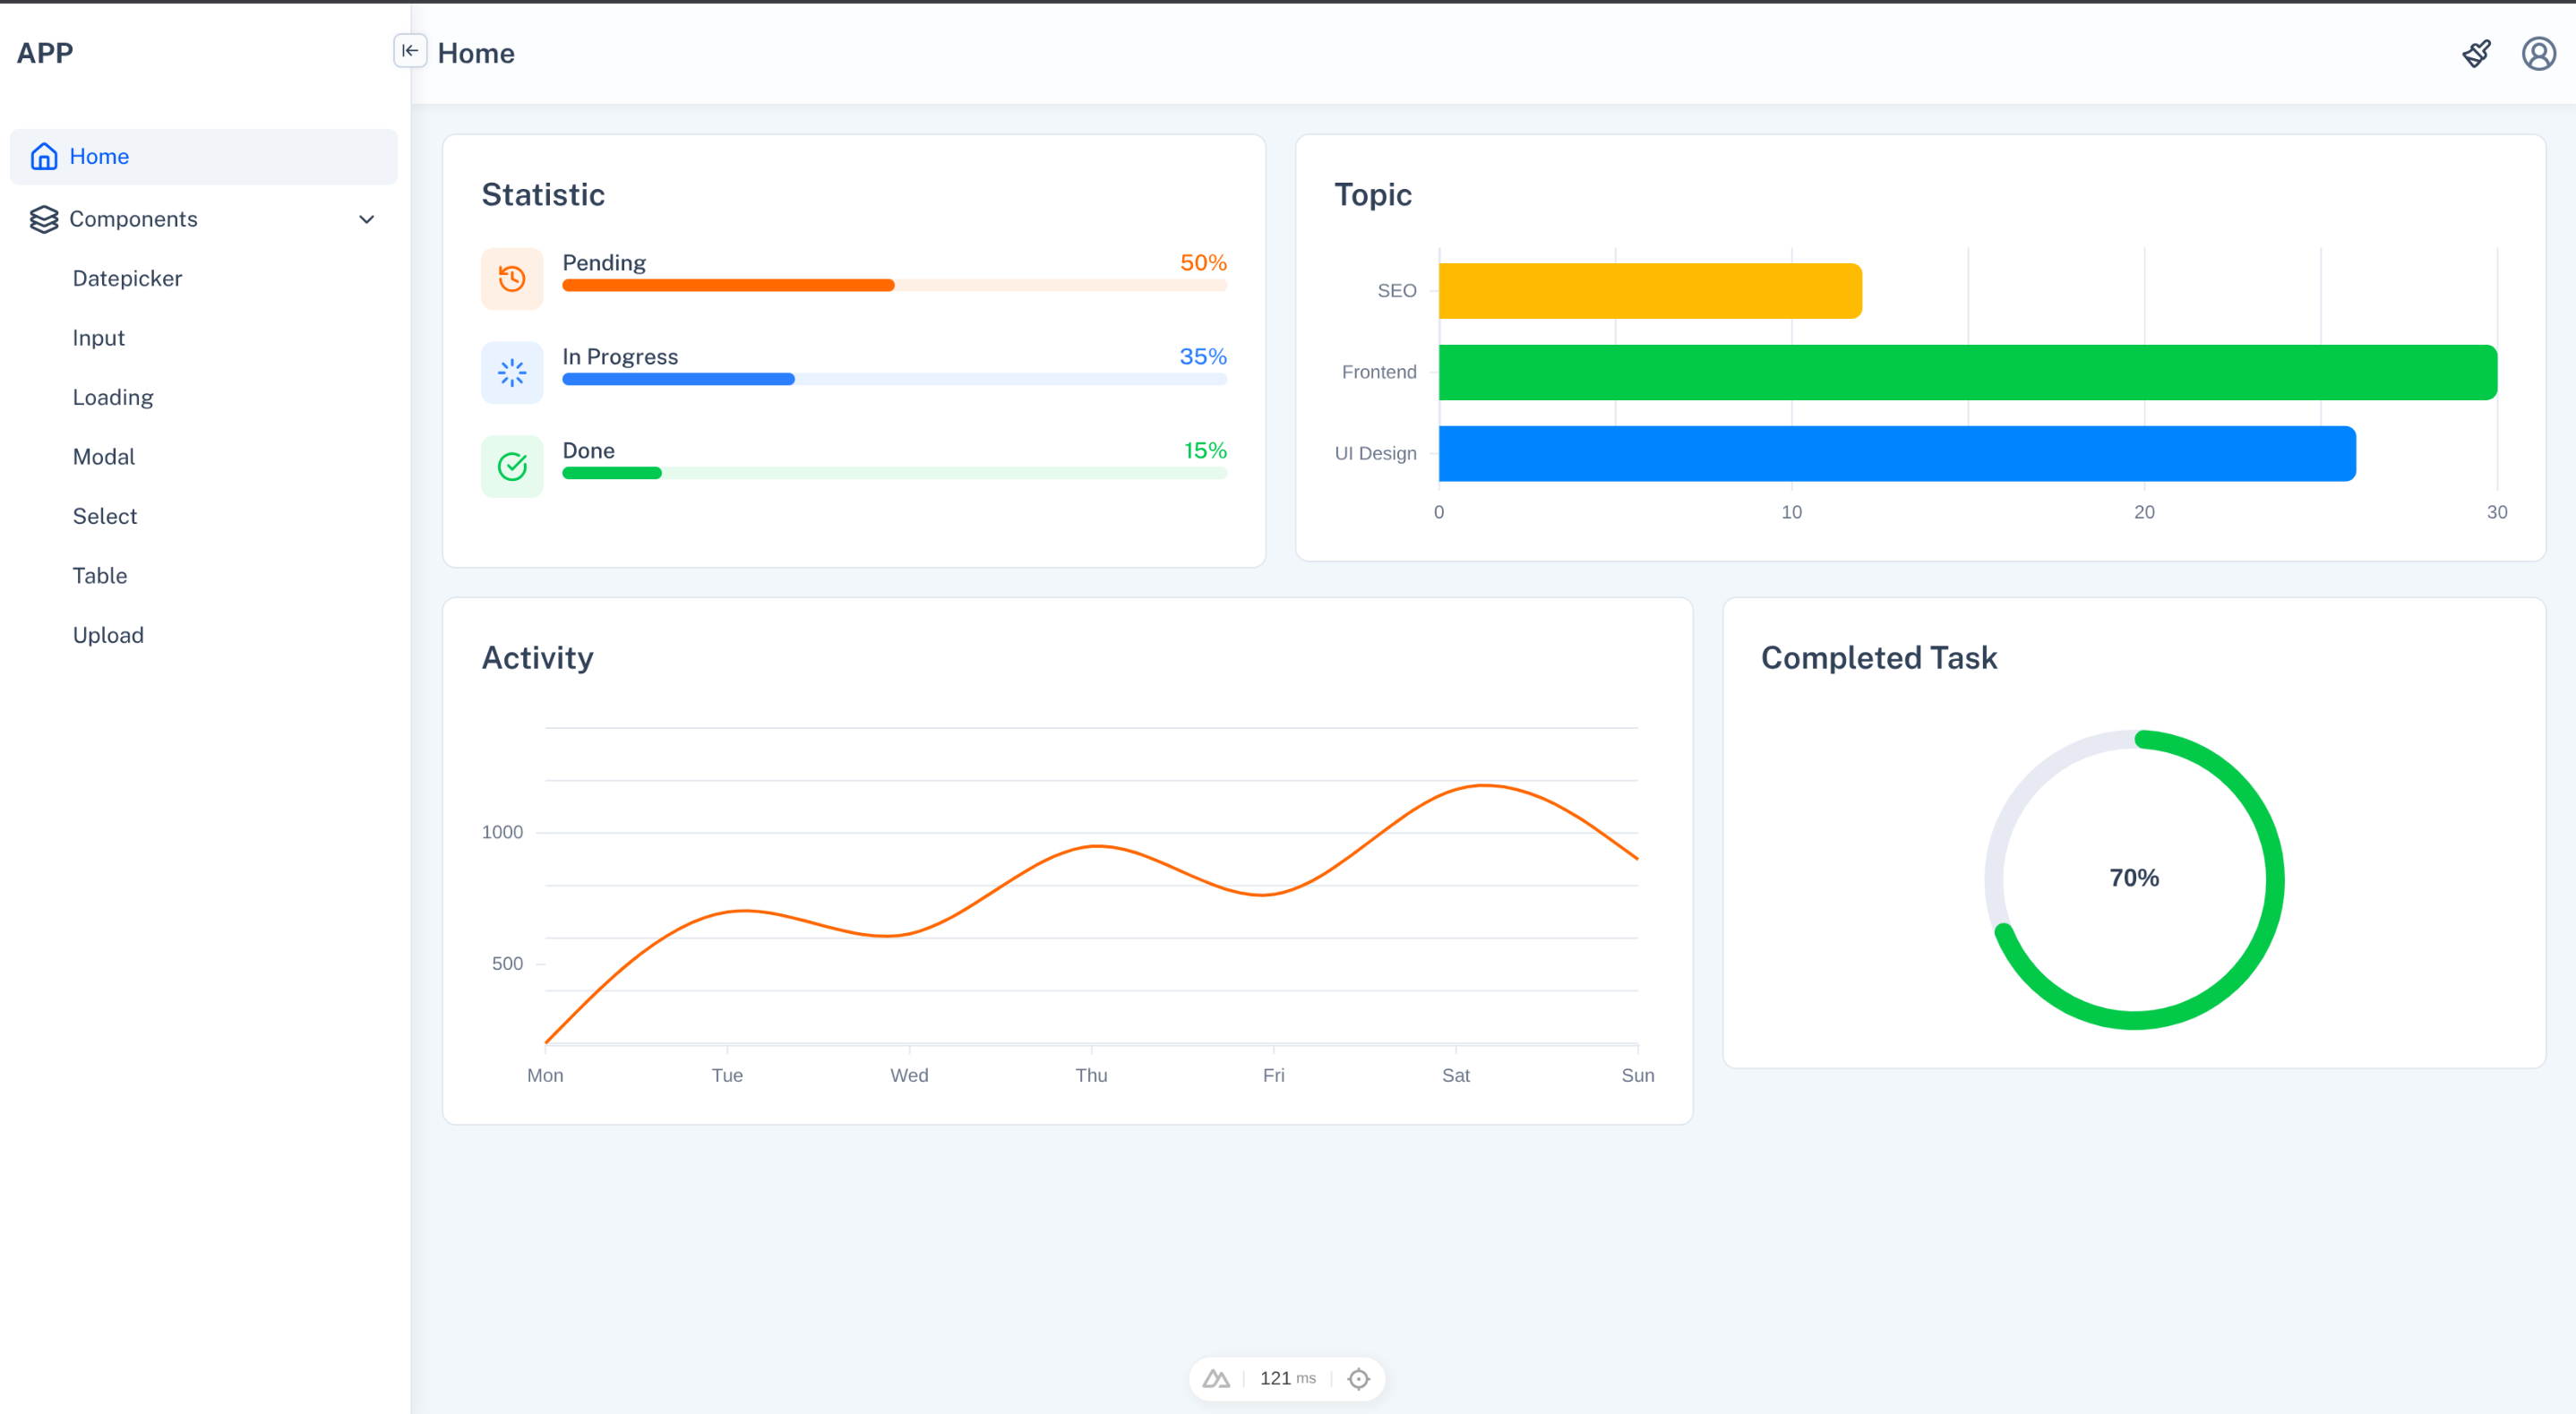 APP
Home
Home
Components
Datepicker
Input
Loading
Modal
Select
Table
Upload
Statistic
Pending 50%
In Progress 35%
Done 15%
Topic
SEO
Frontend
UI Design
0 10 20 30
Activity
1000
500
Mon Tue Wed Thu Fri Sat Sun
Completed Task
70%
121 ms